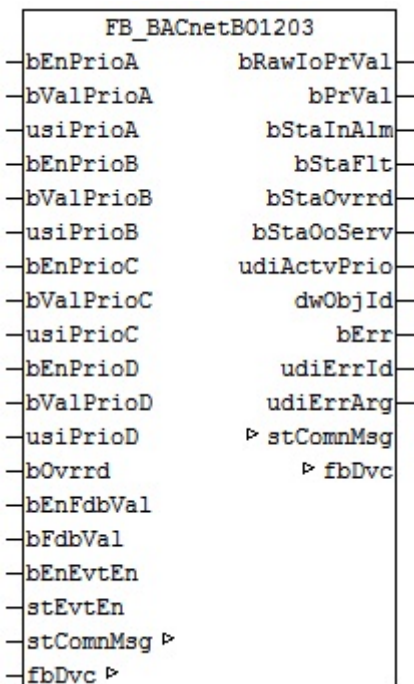 FB_BACnetBO1203
bEnPrioA bRawIoPrVal
bValPrioA bPrVal
usiPrioA bStaInAlm
bEnPrioB bStaFlt
bValPrioB bStaOvrrd
usiPrioB bStaOoServ
bEnPrioC udiActvPrio
bValPrioC dwObjId
usiPrioC bErr
bEnPrioD udiErrId
bValPrioD udiErrArg
usiPrioD ▷ stComnMsg
bOvrrd ▷ fbDvc
bEnFdbVal
bFdbVal
bEnEvtEn
stEvtEn
stComnMsg ▷
fbDvc ▷